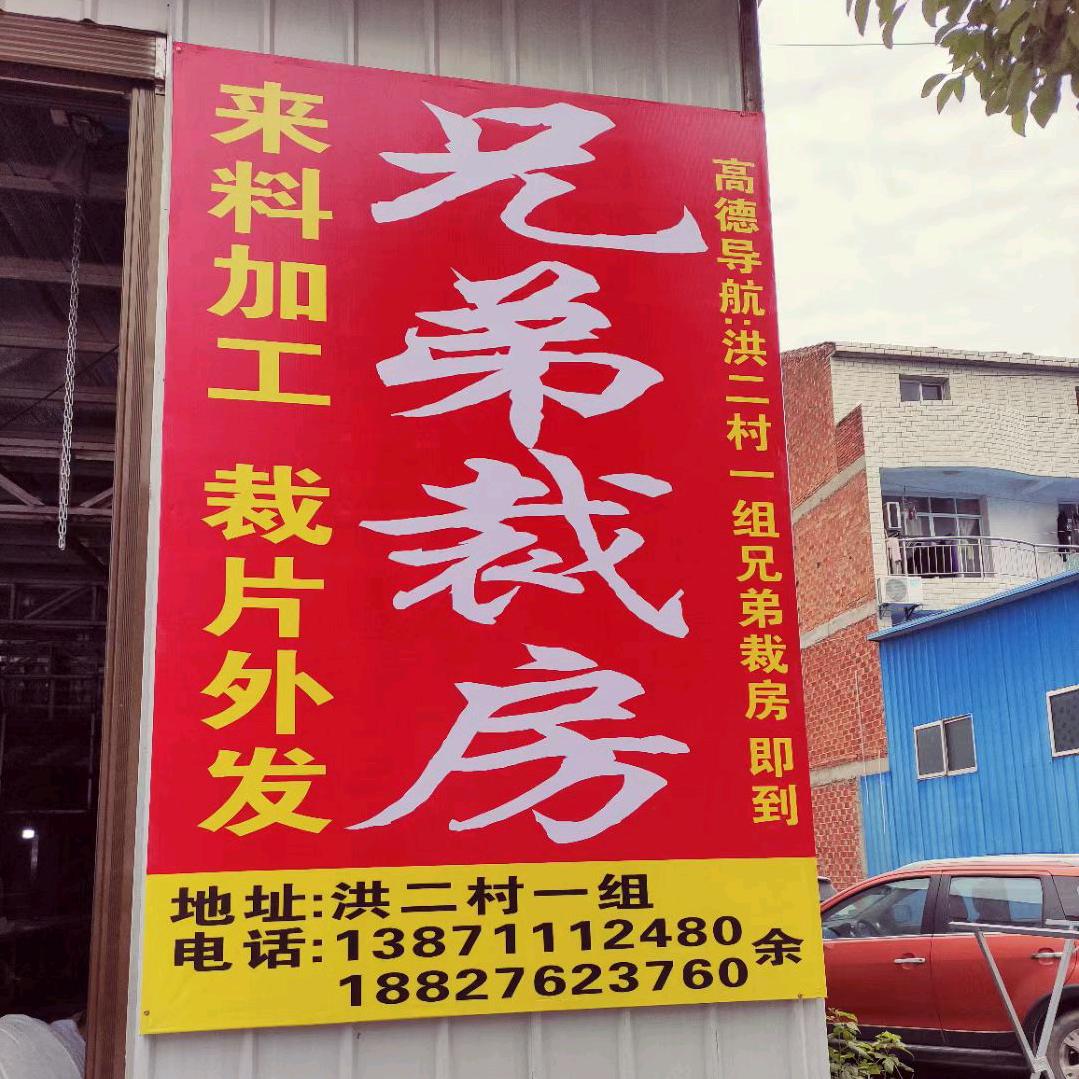 来料加工 裁片外发
兄弟裁房
高德导航:洪二村一组兄弟裁房 即到
地址:洪二村一组
电话:13871112480
18827623760
余